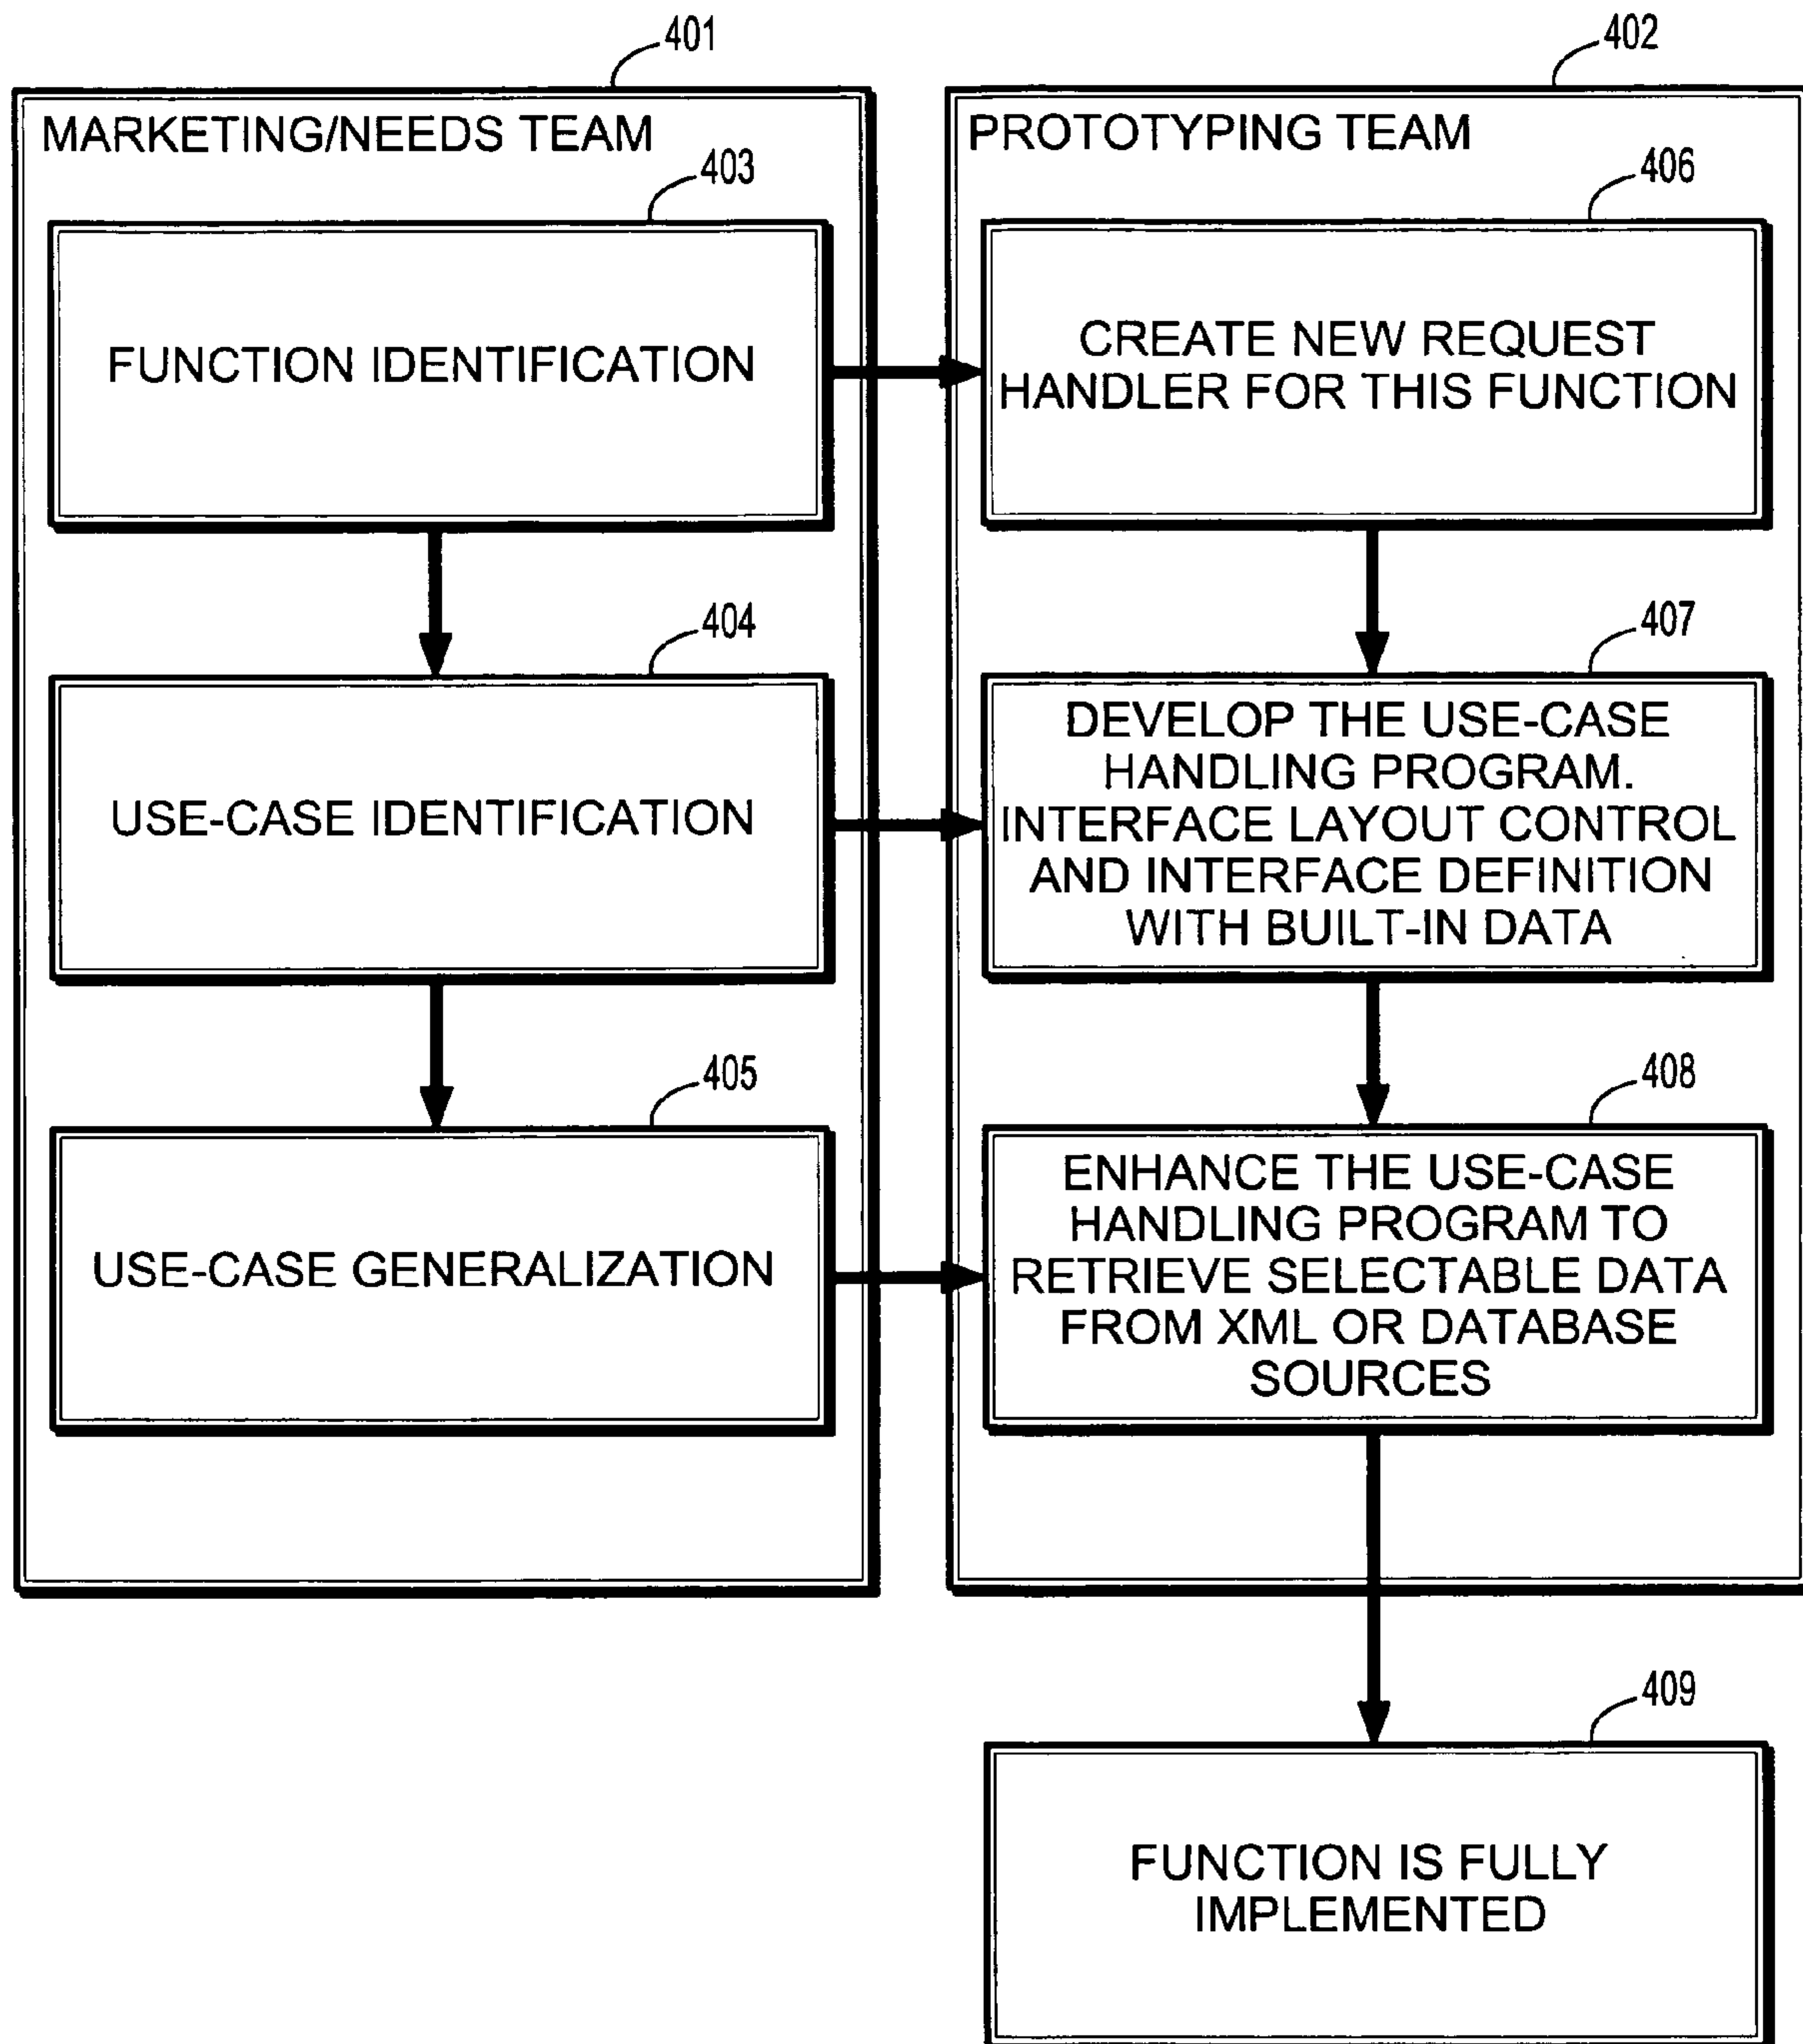 401
402
MARKETING/NEEDS TEAM
PROTOTYPING TEAM
403
406
FUNCTION IDENTIFICATION
CREATE NEW REQUEST
HANDLER FOR THIS FUNCTION
404
407
USE-CASE IDENTIFICATION
DEVELOP THE USE-CASE
HANDLING PROGRAM.
INTERFACE LAYOUT CONTROL
AND INTERFACE DEFINITION
WITH BUILT-IN DATA
405
408
USE-CASE GENERALIZATION
ENHANCE THE USE-CASE
HANDLING PROGRAM TO
RETRIEVE SELECTABLE DATA
FROM XML OR DATABASE
SOURCES
409
FUNCTION IS FULLY
IMPLEMENTED